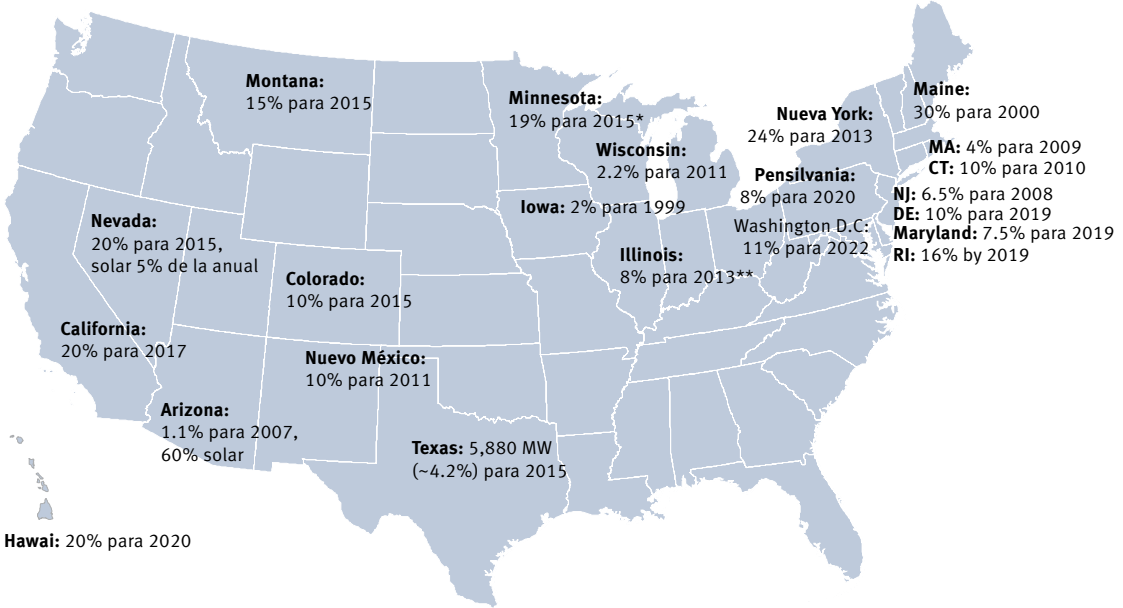 Montana:
15% para 2015
Minnesota:
19% para 2015*
Wisconsin:
2.2% para 2011
Iowa: 2% para 1999
Nueva York:
24% para 2013
Maine:
30% para 2000
MA: 4% para 2009
CT: 10% para 2010
Pensilvania:
8% para 2020
NJ: 6.5% para 2008
DE: 10% para 2019
Maryland: 7.5% para 2019
RI: 16% by 2019
Washington D.C:
11% para 2022
Illinois:
8% para 2013**
Nevada:
20% para 2015,
solar 5% de la anual
Colorado:
10% para 2015
California:
20% para 2017
Nuevo México:
10% para 2011
Arizona:
1.1% para 2007,
60% solar
Texas: 5,880 MW
(~4.2%) para 2015
Hawai: 20% para 2020